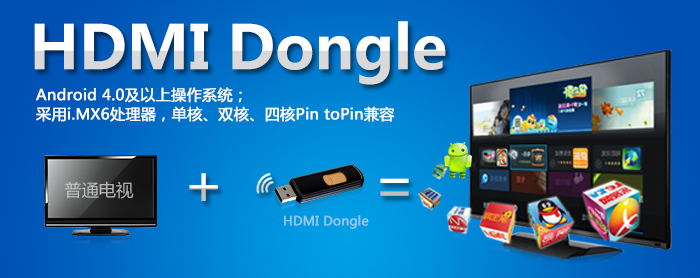 HDMI Dongle
Android 4.0及以上操作系统；
采用i.MX6处理器，单核、双核、四核Pin toPin兼容
普通电视
+
=
HDMI Dongle